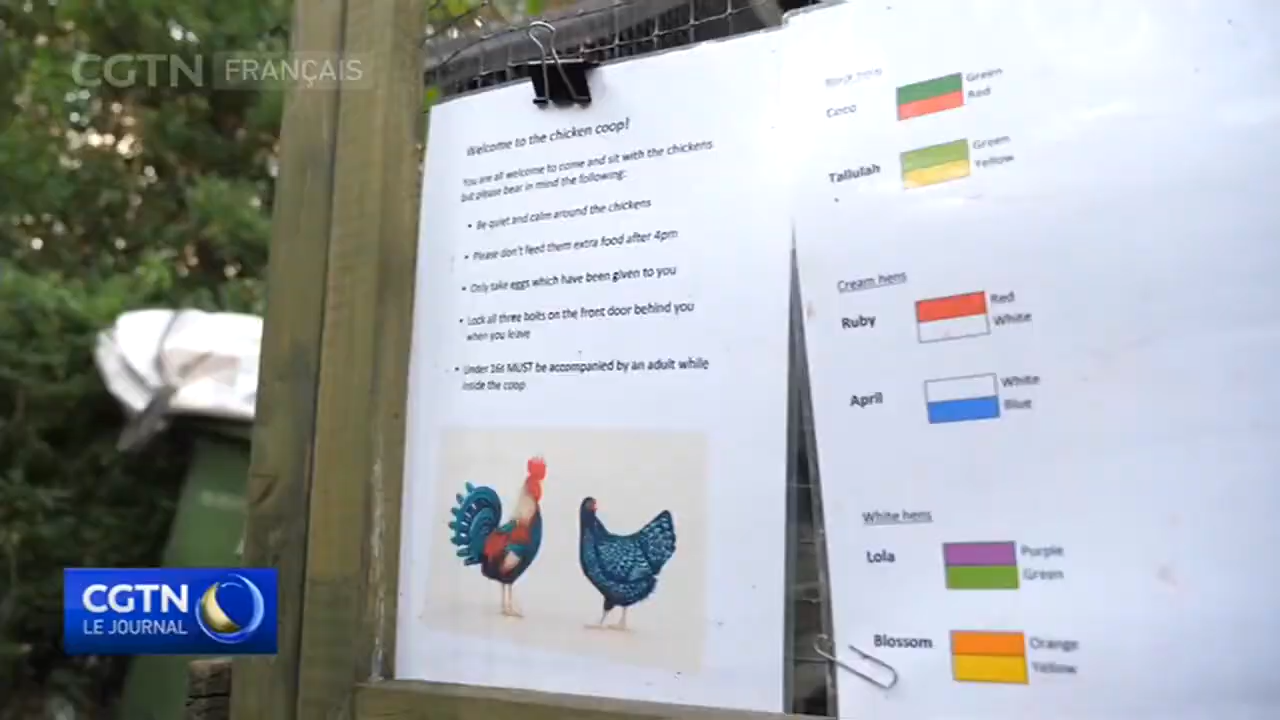 CGTN FRANÇAIS
Welcome to the chicken coop!
You are all welcome to come and sit with the chickens
but please bear in mind the following:
• Be quiet and calm around the chickens
• Please don't feed them extra food after 4pm
• Only take eggs which have been given to you
• Lock all three bolts on the front door behind you
when you leave
• Under 16s MUST be accompanied by an adult while
inside the coop
Green
Coco
Red
Green
Tallulah
Yellow
Cream hens
Red
Ruby
White
White
April
Blue
White hens
Lola
Purple
Green
Blossom
Orange
Yellow
CGTN
LE JOURNAL